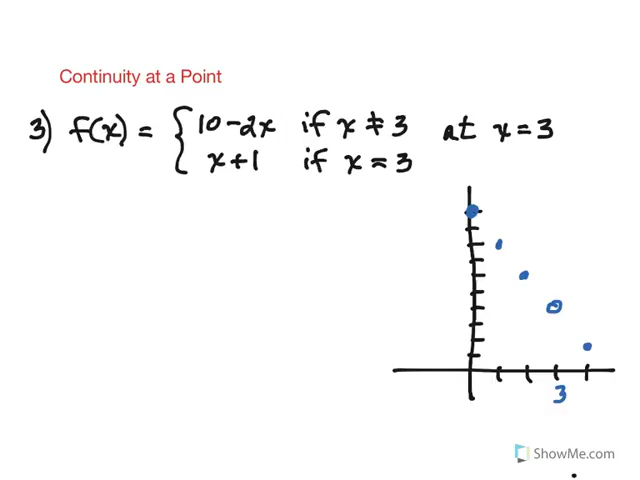 Continuity at a Point
3) f(x) = { 10-2x if x ≠ 3 at x = 3
x+1 if x = 3
3
ShowMe.com